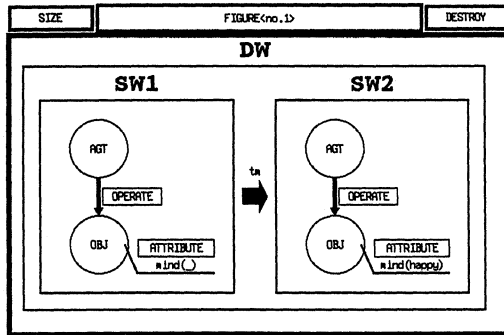 SIZE
FIGURE<no.1>
DESTROY
DW
SW1
SW2
AGT
OPERATE
OBJ
ATTRIBUTE
mind(_)
tm
AGT
OPERATE
OBJ
ATTRIBUTE
mind(happy)